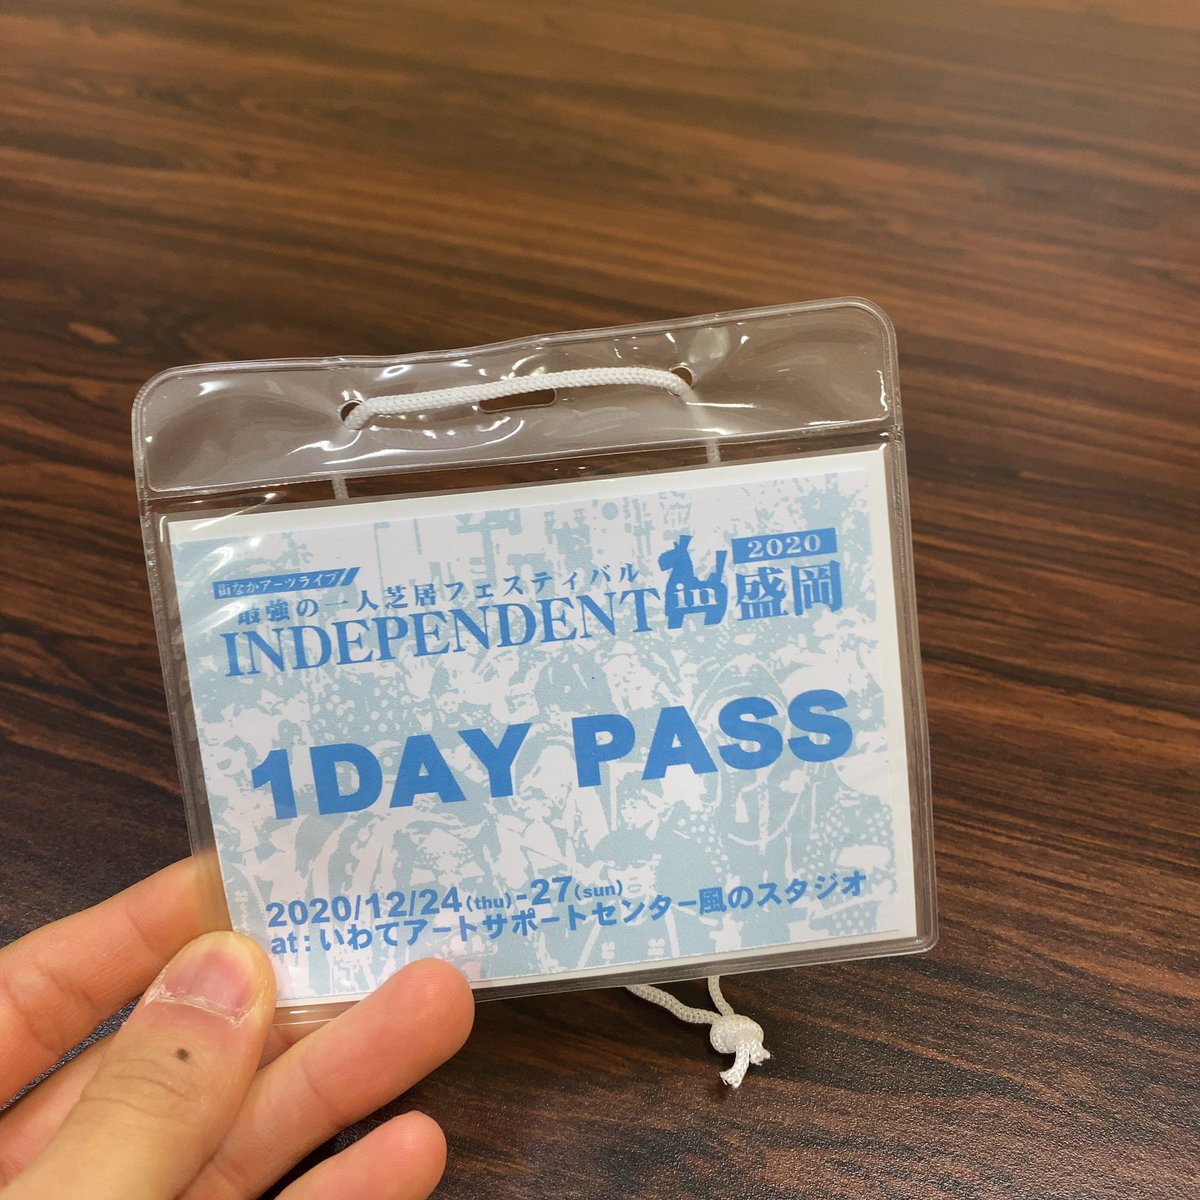 街なかアーツライブ
最強の一人芝居フェスティバル
INDEPENDENT in 盛岡 2020
1DAY PASS
2020/12/24(thu)-27(sun)
at:いわてアートサポートセンター風のスタジオ